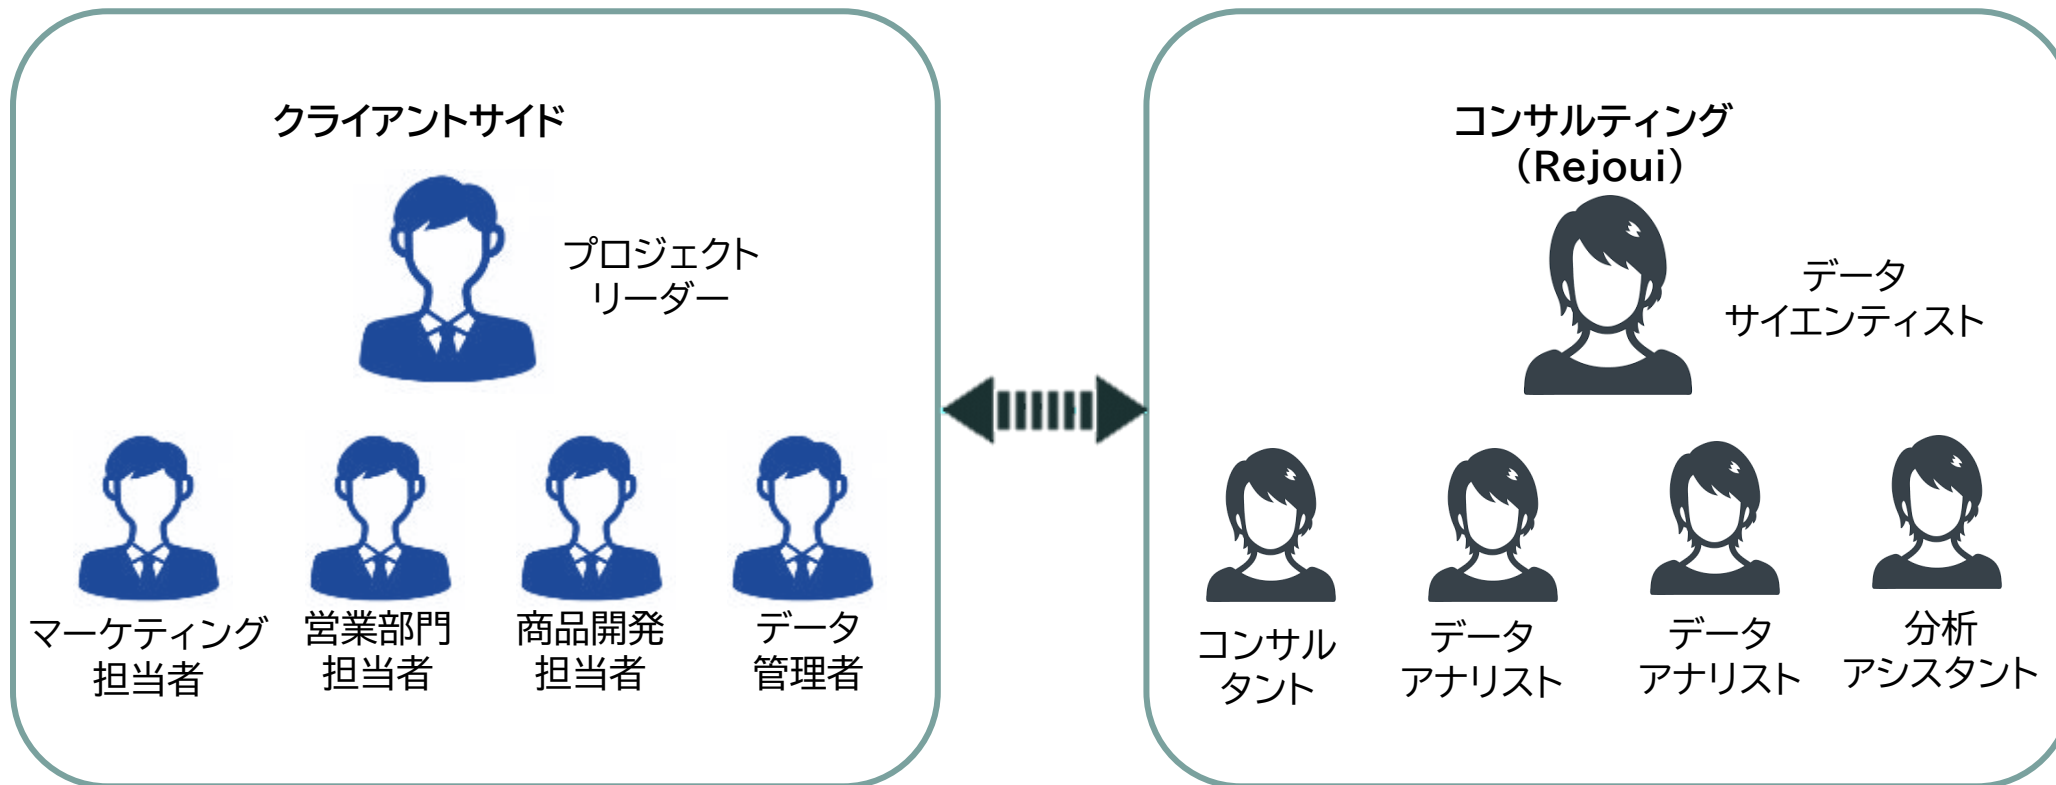 クライアントサイド
プロジェクト
リーダー
マーケティング
担当者
営業部門
担当者
商品開発
担当者
データ
管理者
コンサルティング
（Rejoui）
データ
サイエンティスト
コンサル
タント
データ
アナリスト
データ
アナリスト
分析
アシスタント